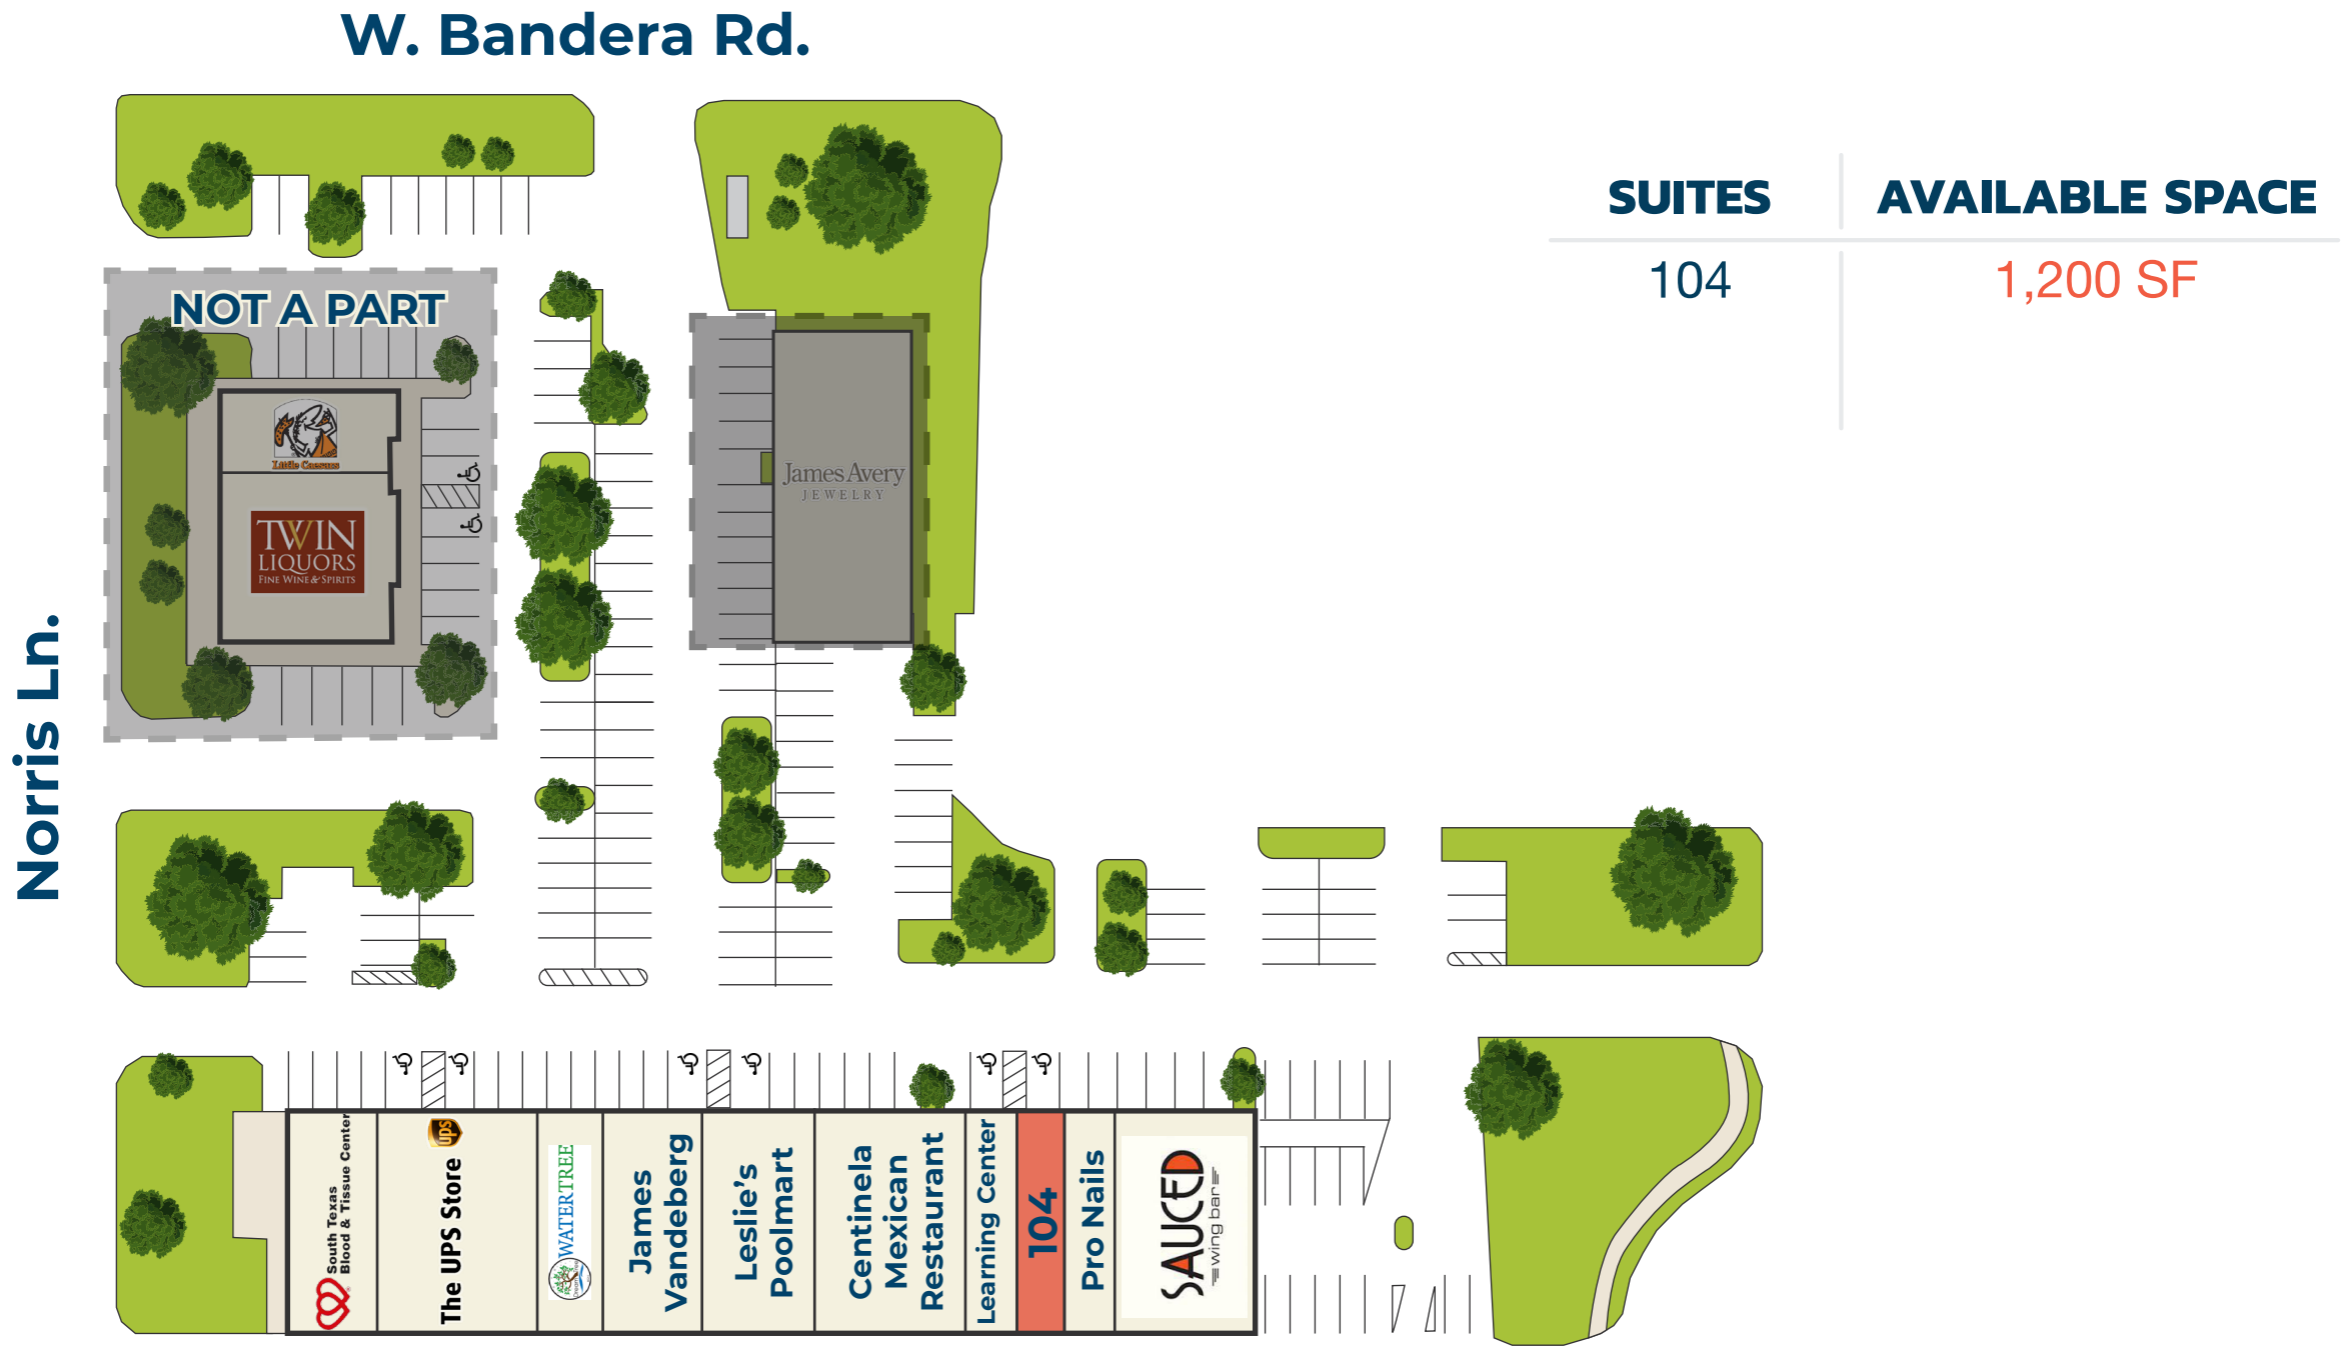 W. Bandera Rd.
SUITES
AVAILABLE SPACE
104
1,200 SF
NOT A PART
Little Caesars
TWIN
LIQUORS
FINE WINE & SPIRITS
James Avery
JEWELRY
Norris Ln.
South Texas
Blood & Tissue Center
ups
The UPS Store
WATERTREE
James
Vandeberg
Leslie's
Poolmart
Centinela
Mexican
Restaurant
Learning Center
104
Pro Nails
SAUCED
wing bar